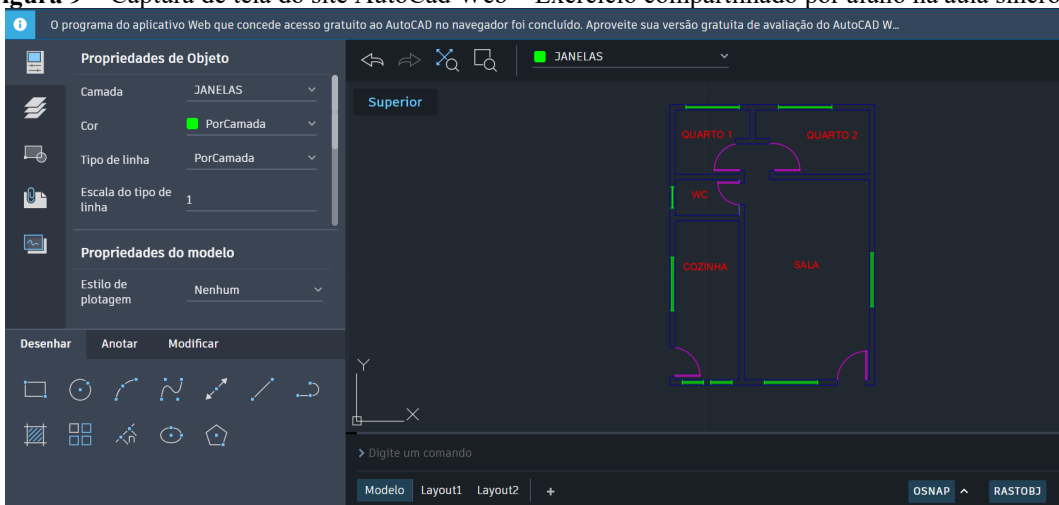 igura 9 – Captura de tela do site AutoCad Web – Exercício compartilhado por aluno na aula síncro
O programa do aplicativo Web que concede acesso gratuito ao AutoCAD no navegador foi concluído. Aproveite sua versão gratuita de avaliação do AutoCAD W...
Propriedades de Objeto
Camada JANELAS
Cor PorCamada
Tipo de linha PorCamada
Escala do tipo de
linha 1
Propriedades do modelo
Estilo de
plotagem Nenhum
Desenhar Anotar Modificar
JANELAS
Superior
QUARTO 1 QUARTO 2
WC
COZINHA SALA
Y
X
Digite um comando
Modelo Layout1 Layout2 +
OSNAP RASTOBJ